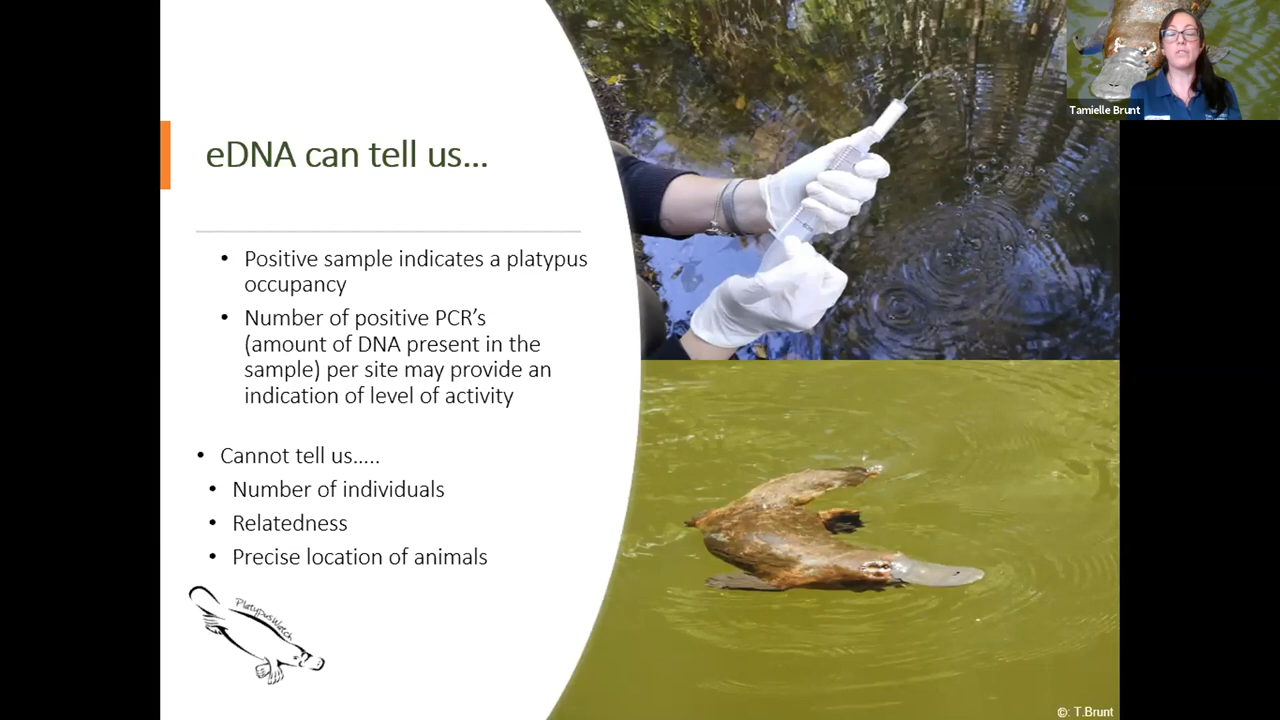 Tamielle Brunt
eDNA can tell us...
• Positive sample indicates a platypus
occupancy
• Number of positive PCR's
(amount of DNA present in the
sample) per site may provide an
indication of level of activity
• Cannot tell us.....
• Number of individuals
• Relatedness
• Precise location of animals
PlatypusWatch
©: T.Brunt